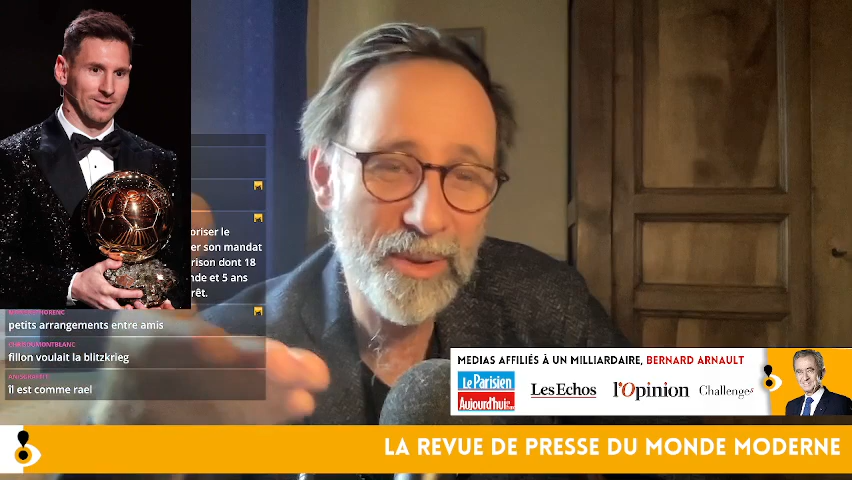 oriser le
er son mandat
rison dont 18
nde et 5 ans
rêt.
petits arrangements entre amis
CHRISDUMONTBLANC
fillon voulait la blitzkrieg
il est comme rael
MEDIAS AFFILIÉS À UN MILLIARDAIRE, BERNARD ARNAULT
Le Parisien
Aujourd'hui
Les Echos
l'Opinion
Challenges
LA REVUE DE PRESSE DU MONDE MODERNE